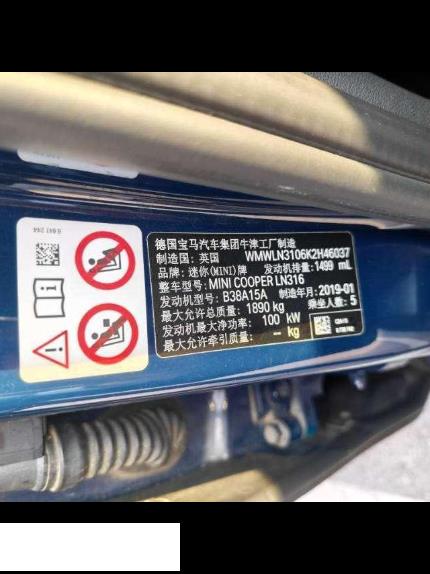 德国宝马汽车集团牛津工厂制造
制造国: 英国 WMWLN3106K2H46037
品牌: 迷你(MINI)牌 发动机排量: 1499 mL
整车型号: MINI COOPER LN316
发动机型号: B38A15A 制造年月: 2019-01
最大允许总质量: 1890 kg 乘坐人数: 5
发动机最大净功率: 100 kW
最大允许牵引质量: -- kg